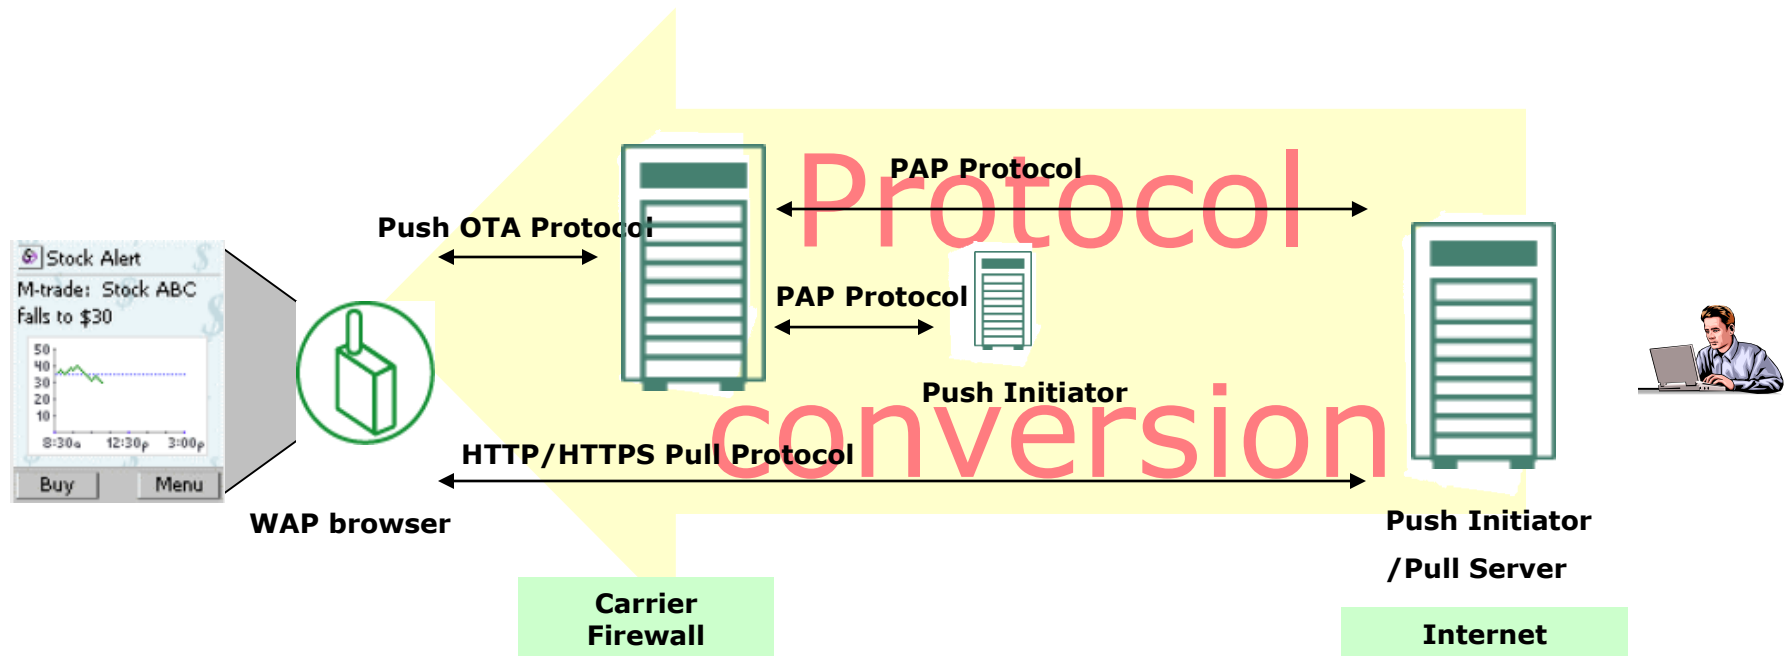 Protocol
conversion
PAP Protocol
Push OTA Protocol
PAP Protocol
Push Initiator
HTTP/HTTPS Pull Protocol
Stock Alert
M-trade: Stock ABC
falls to $30
50
40
30
20
10
8:30a 12:30p 3:00p
Buy Menu
WAP browser
Push Initiator
/Pull Server
Carrier
Firewall
Internet